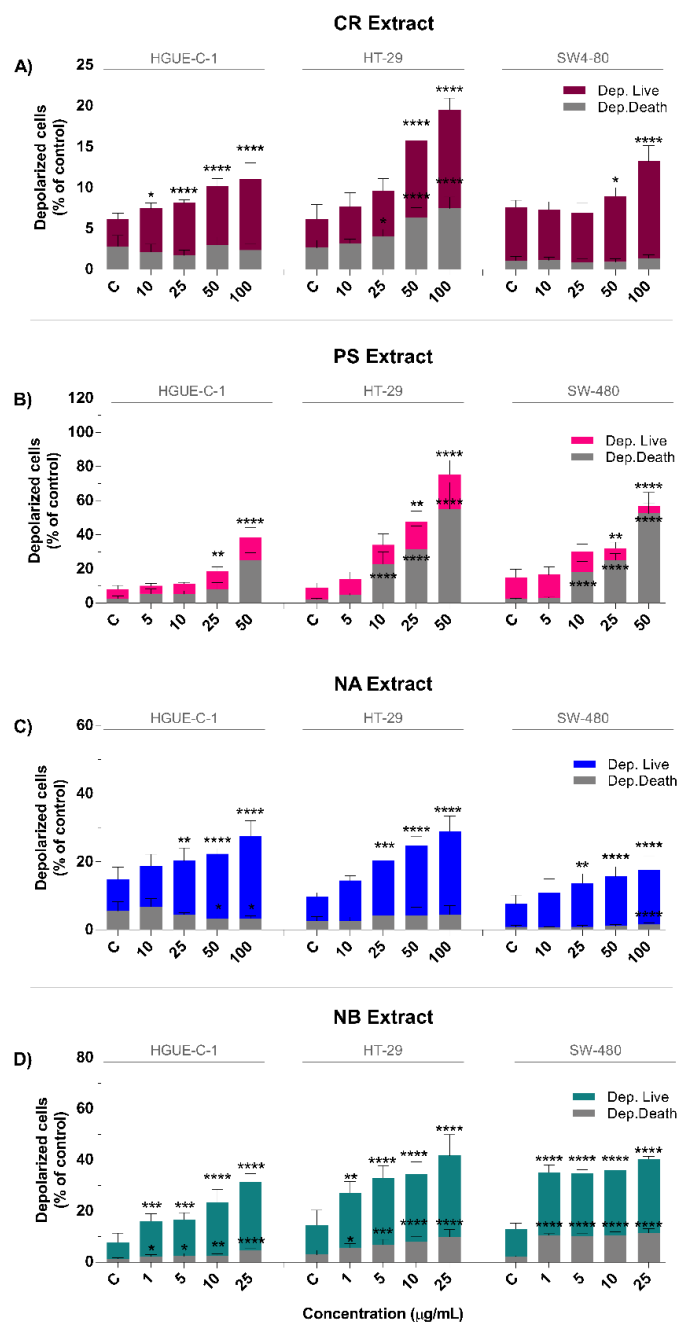 CR Extract
A)
HGUE-C-1 HT-29 SW4-80
Depolarized cells
(% of control)
25
20
15
10
5
0
Dep. Live
Dep.Death
* **** **** ****
* **** **** **** ****
* ****
C 10 25 50 100 C 10 25 50 100 C 10 25 50 100
PS Extract
B)
HGUE-C-1 HT-29 SW-480
Depolarized cells
(% of control)
120
100
80
60
40
20
0
Dep. Live
Dep.Death
** ****
**** ** **** **** ****
**** ** **** **** ****
C 5 10 25 50 C 5 10 25 50 C 5 10 25 50
NA Extract
C)
HGUE-C-1 HT-29 SW-480
Depolarized cells
(% of control)
60
40
20
0
Dep. Live
Dep.Death
** **** * **** *
*** **** ****
** **** **** ****
C 10 25 50 100 C 10 25 50 100 C 10 25 50 100
NB Extract
D)
HGUE-C-1 HT-29 SW-480
Depolarized cells
(% of control)
80
60
40
20
0
Dep. Live
Dep.Death
*** *** **** ****
* * ** ****
** **** **** ****
* *** **** ****
**** **** **** ****
**** **** **** ****
C 1 5 10 25 C 1 5 10 25 C 1 5 10 25
Concentration (µg/mL)